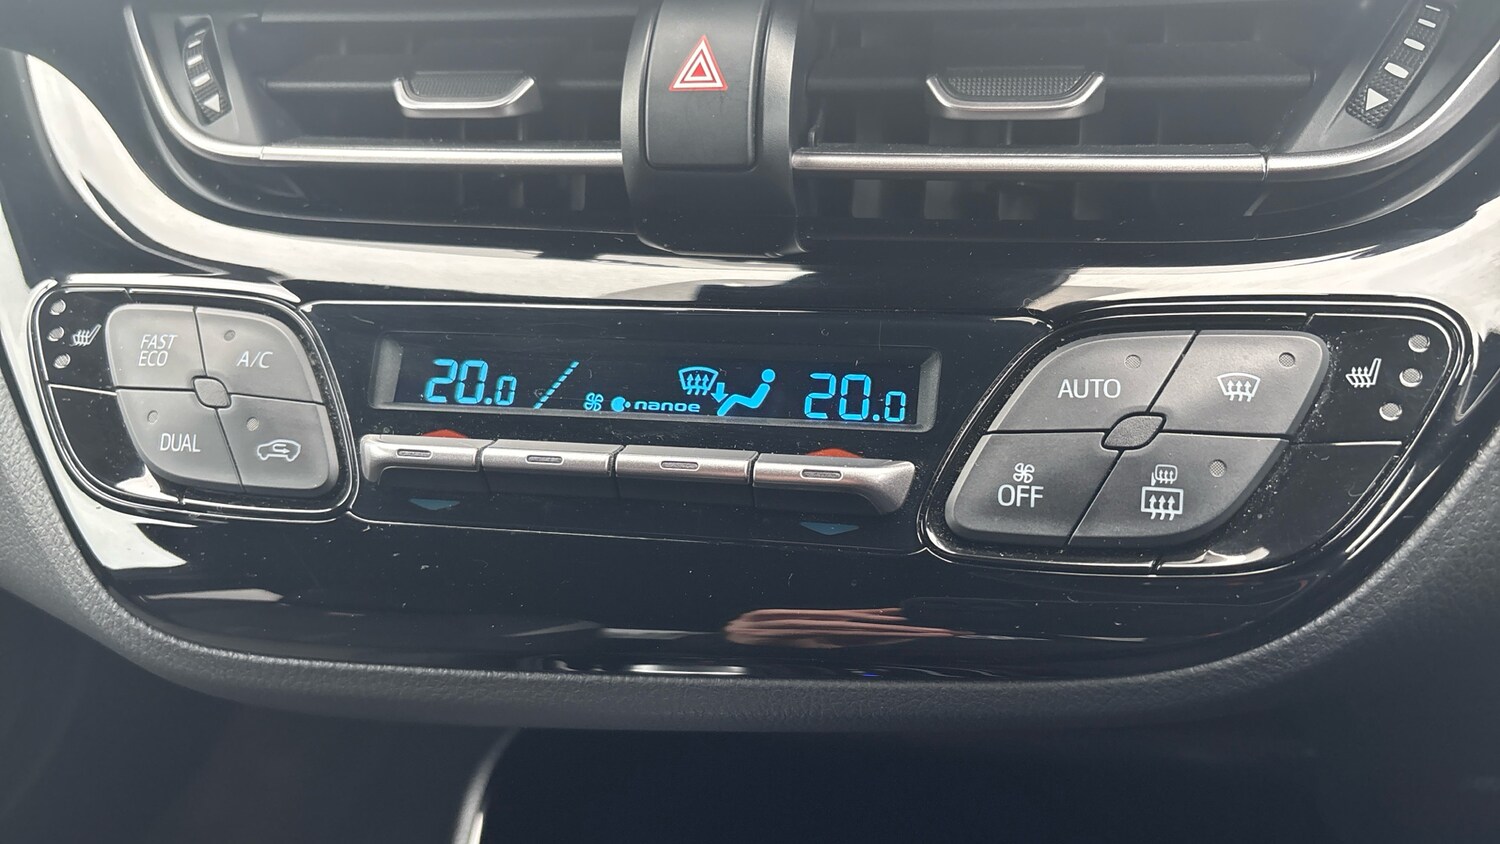 FAST
ECO
A/C
DUAL
20.0
nanoe
20.0
AUTO
OFF